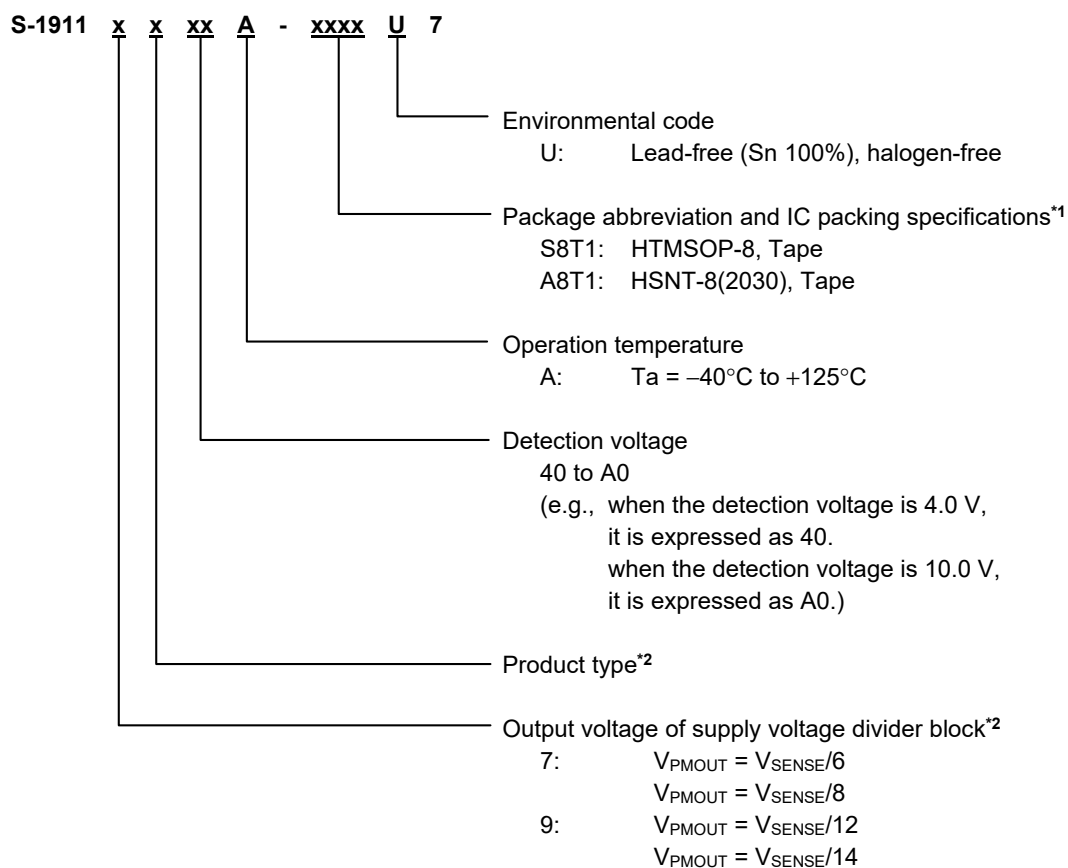 S-1911 x x xx A - xxxx U 7
Environmental code
U: Lead-free (Sn 100%), halogen-free
Package abbreviation and IC packing specifications*1
S8T1: HTMSOP-8, Tape
A8T1: HSNT-8(2030), Tape
Operation temperature
A: Ta = −40°C to +125°C
Detection voltage
40 to A0
(e.g., when the detection voltage is 4.0 V,
it is expressed as 40.
when the detection voltage is 10.0 V,
it is expressed as A0.)
Product type*2
Output voltage of supply voltage divider block*2
7: VPMOUT = VSENSE/6
VPMOUT = VSENSE/8
9: VPMOUT = VSENSE/12
VPMOUT = VSENSE/14